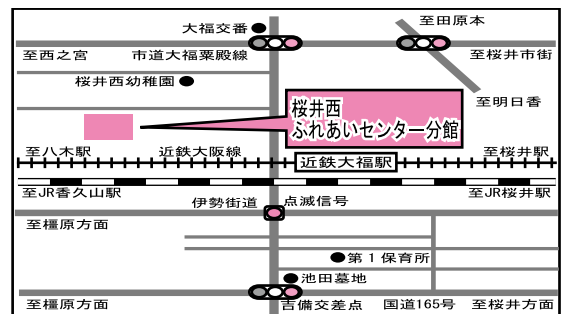 大福交番
至田原本
至西之宮
市道大福粟殿線
至桜井市街
桜井西幼稚園
至明日香
桜井西
ふれあいセンター分館
至八木駅
近鉄大阪線
近鉄大福駅
至桜井駅
至JR香久山駅
至JR桜井駅
伊勢街道
点滅信号
至橿原方面
第1保育所
池田墓地
至橿原方面
吉備交差点
国道165号
至桜井方面